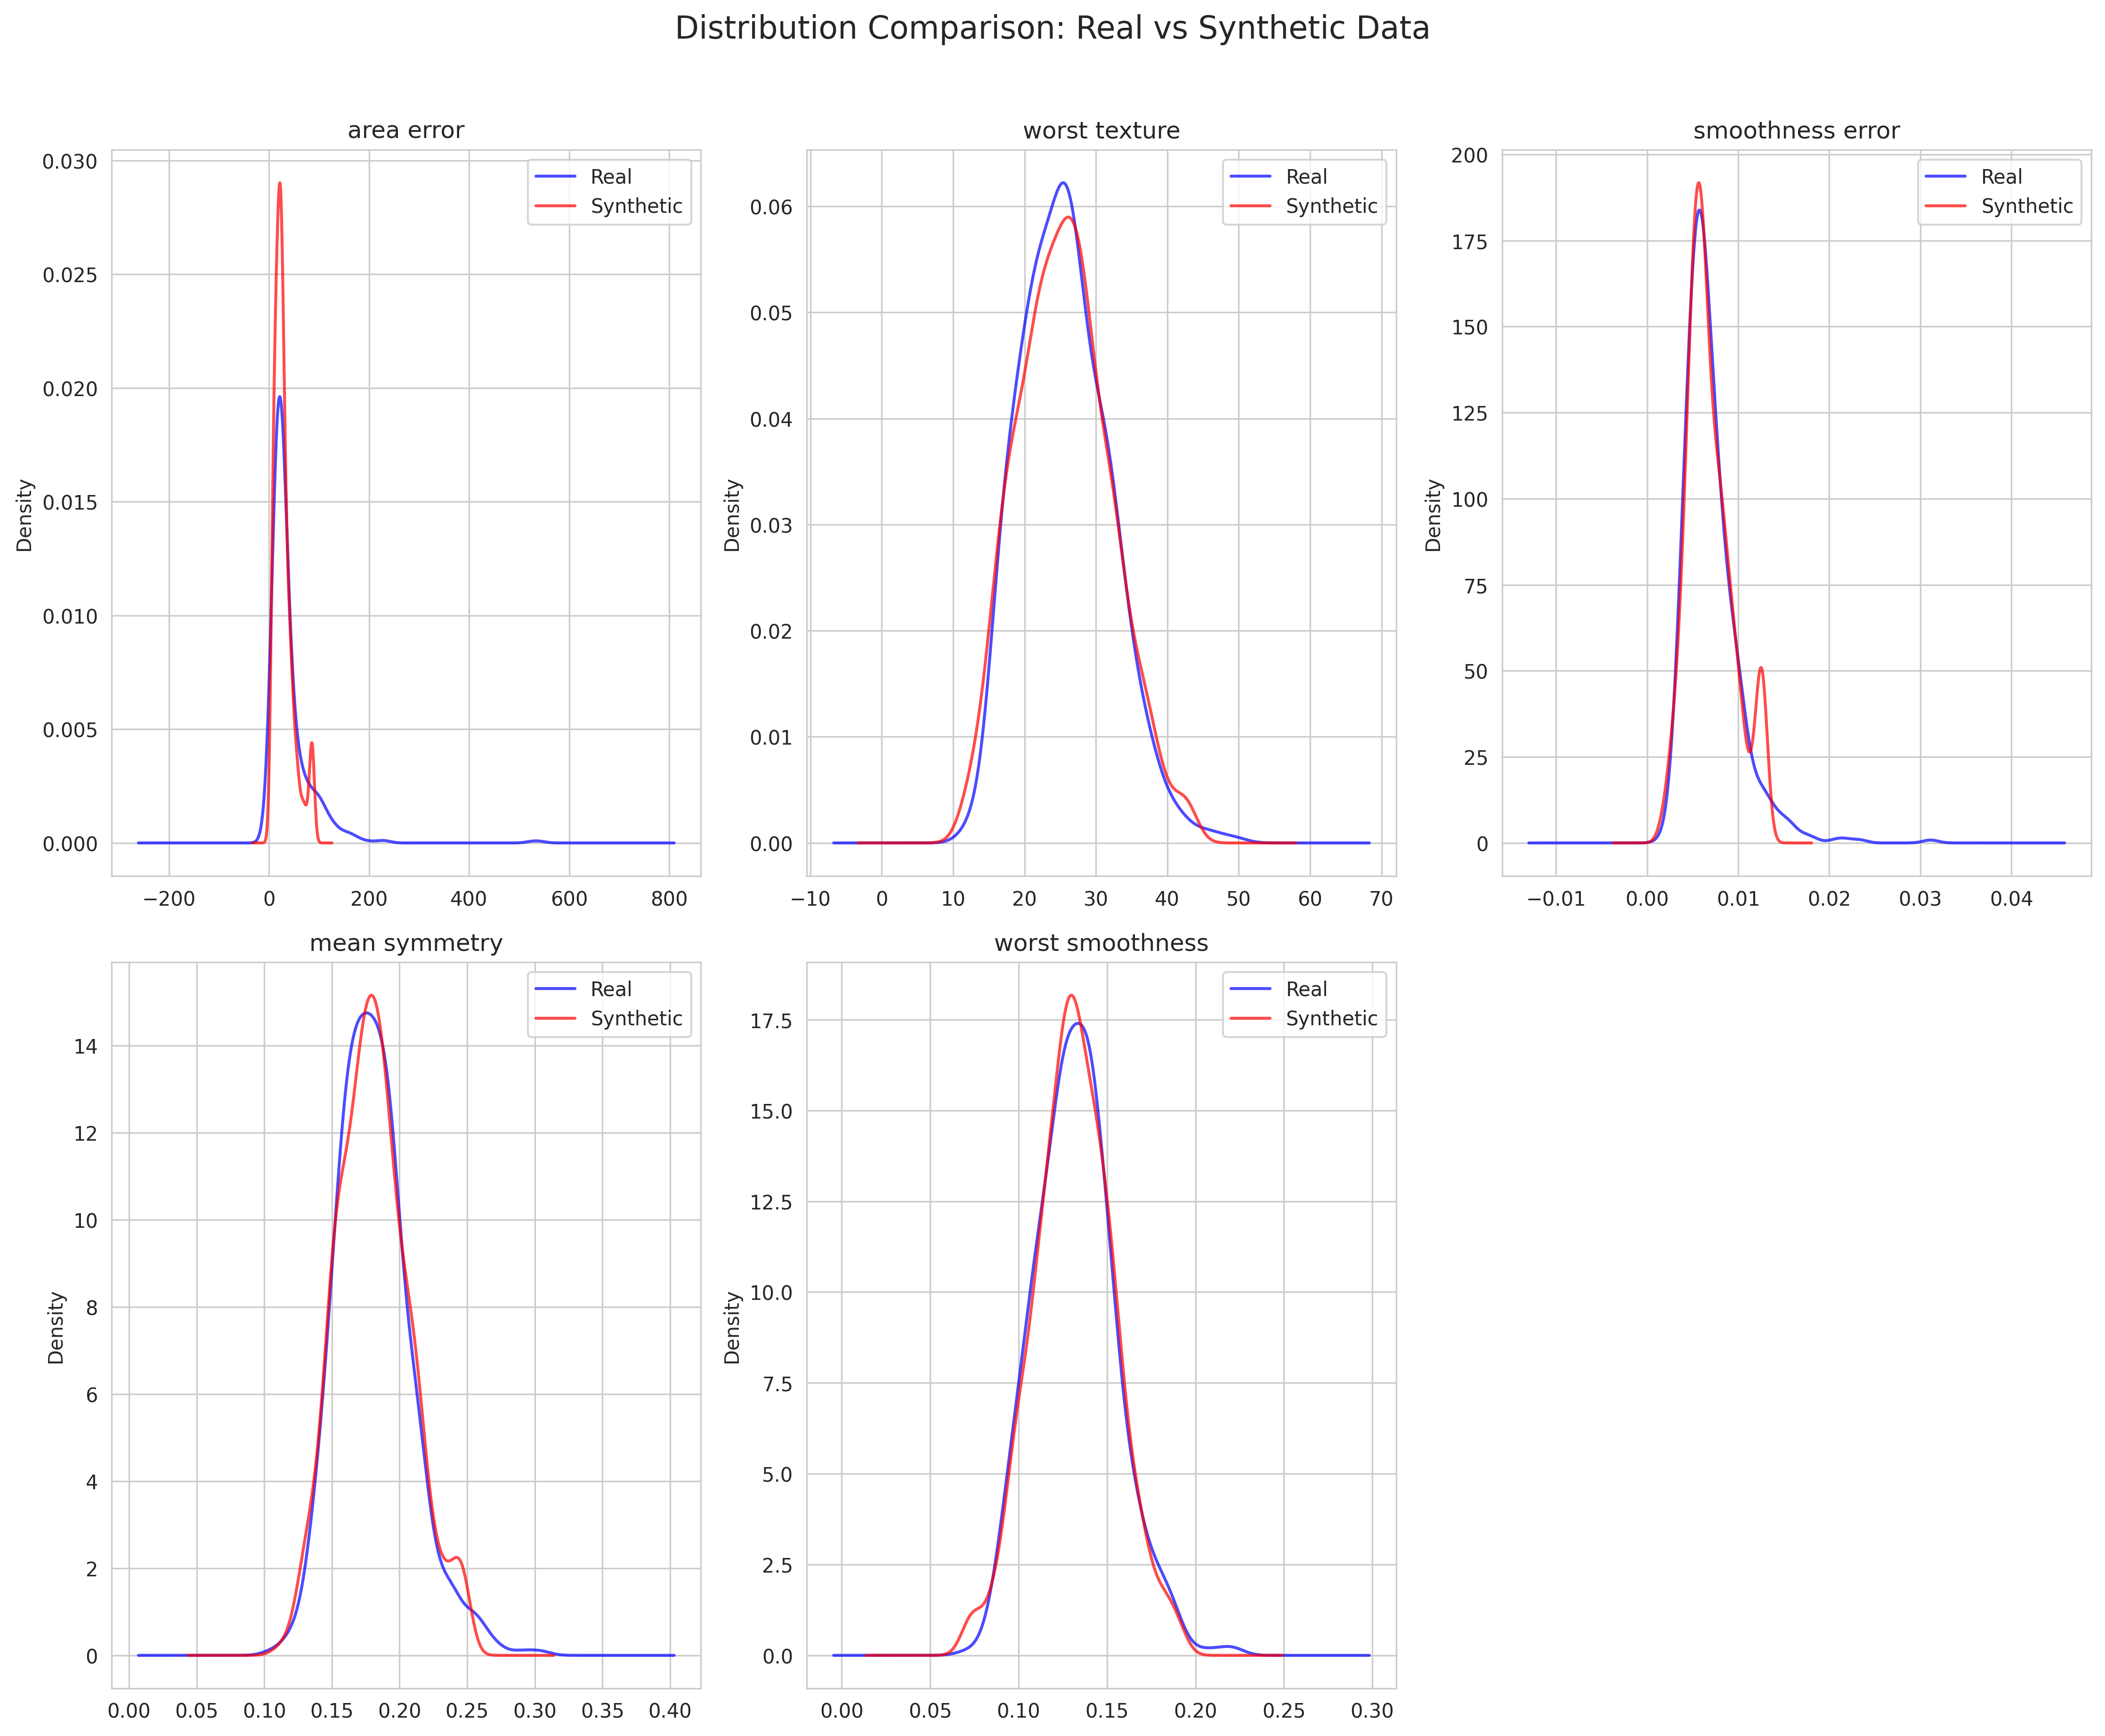 Distribution Comparison: Real vs Synthetic Data
area error
Density
0.030
0.025
0.020
0.015
0.010
0.005
0.000
−200 0 200 400 600 800
Real
Synthetic
worst texture
Density
0.06
0.05
0.04
0.03
0.02
0.01
0.00
−10 0 10 20 30 40 50 60 70
Real
Synthetic
smoothness error
Density
200
175
150
125
100
75
50
25
0
−0.01 0.00 0.01 0.02 0.03 0.04
Real
Synthetic
mean symmetry
Density
14
12
10
8
6
4
2
0
0.00 0.05 0.10 0.15 0.20 0.25 0.30 0.35 0.40
Real
Synthetic
worst smoothness
Density
17.5
15.0
12.5
10.0
7.5
5.0
2.5
0.0
0.00 0.05 0.10 0.15 0.20 0.25 0.30
Real
Synthetic